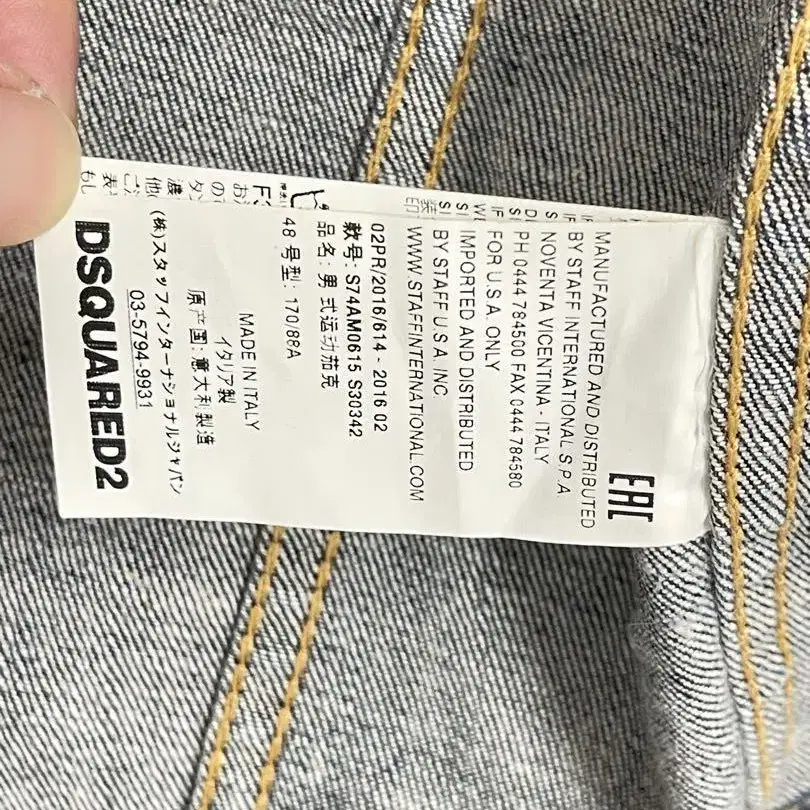 EAC
MANUFACTURED AND DISTRIBUTED
BY STAFF INTERNATIONAL S.P.A
NOVENTA VICENTINA - ITALY
PH 0444 784500 FAX 0444 784580
FOR U.S.A. ONLY
IMPORTED AND DISTRIBUTED
BY STAFF U.S.A. INC.
WWW.STAFFINTERNATIONAL.COM
02PR/2016/614 - 2016 02
款号: S74AM0615 S30342
品名: 男式运动茄克
48 号型: 170/88A
MADE IN ITALY
イタリア製
原产国: 意大利製造
(株)スタッフインターナショナルジャパン
03-5794-9931
DSQUARED2